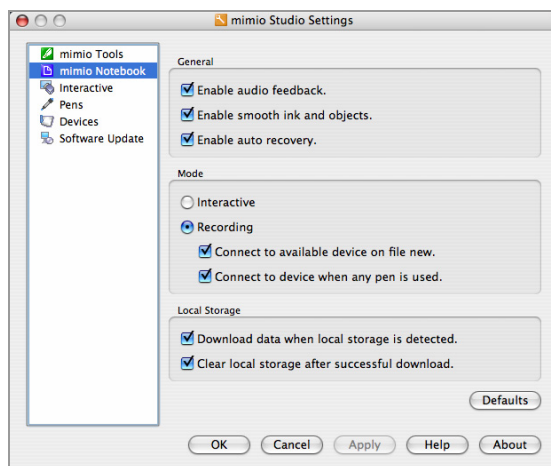 mimio Studio Settings
mimio Tools
mimio Notebook
Interactive
Pens
Devices
Software Update
General
Enable audio feedback.
Enable smooth ink and objects.
Enable auto recovery.
Mode
Interactive
Recording
Connect to available device on file new.
Connect to device when any pen is used.
Local Storage
Download data when local storage is detected.
Clear local storage after successful download.
Defaults
OK Cancel Apply Help About